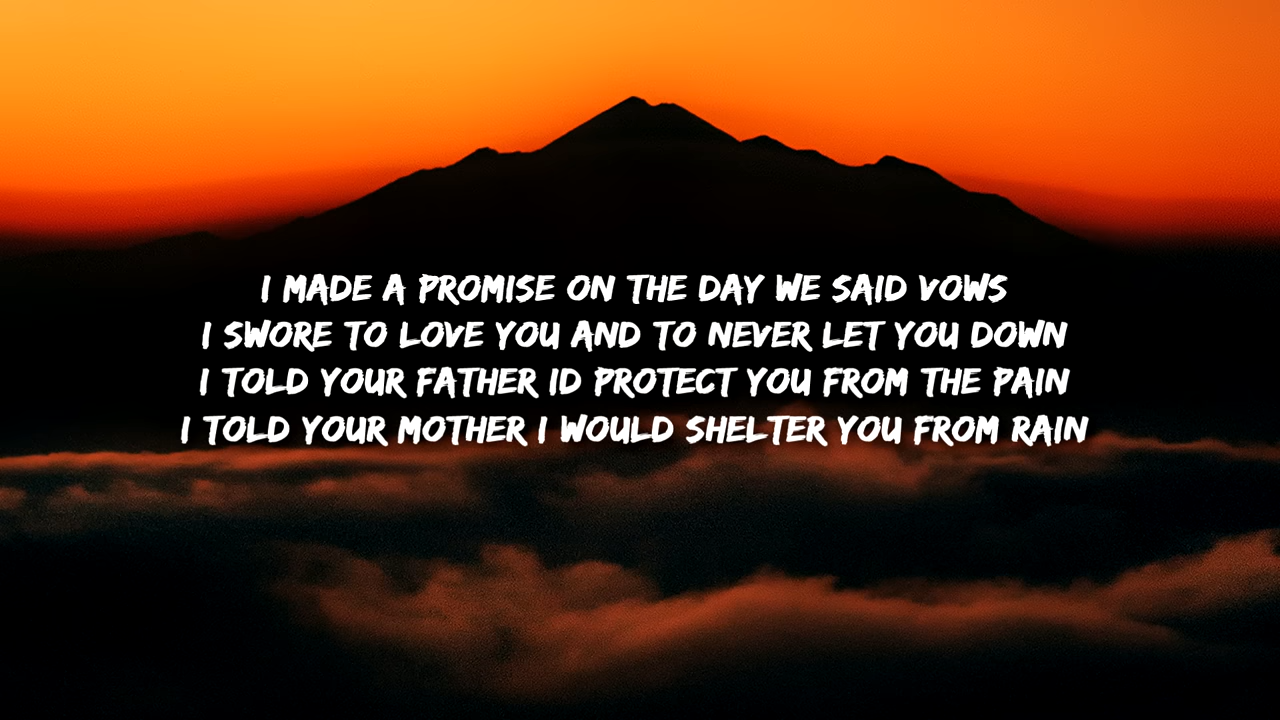 I MADE A PROMISE ON THE DAY WE SAID VOWS
I SWORE TO LOVE YOU AND TO NEVER LET YOU DOWN
I TOLD YOUR FATHER ID PROTECT YOU FROM THE PAIN
I TOLD YOUR MOTHER I WOULD SHELTER YOU FROM RAIN